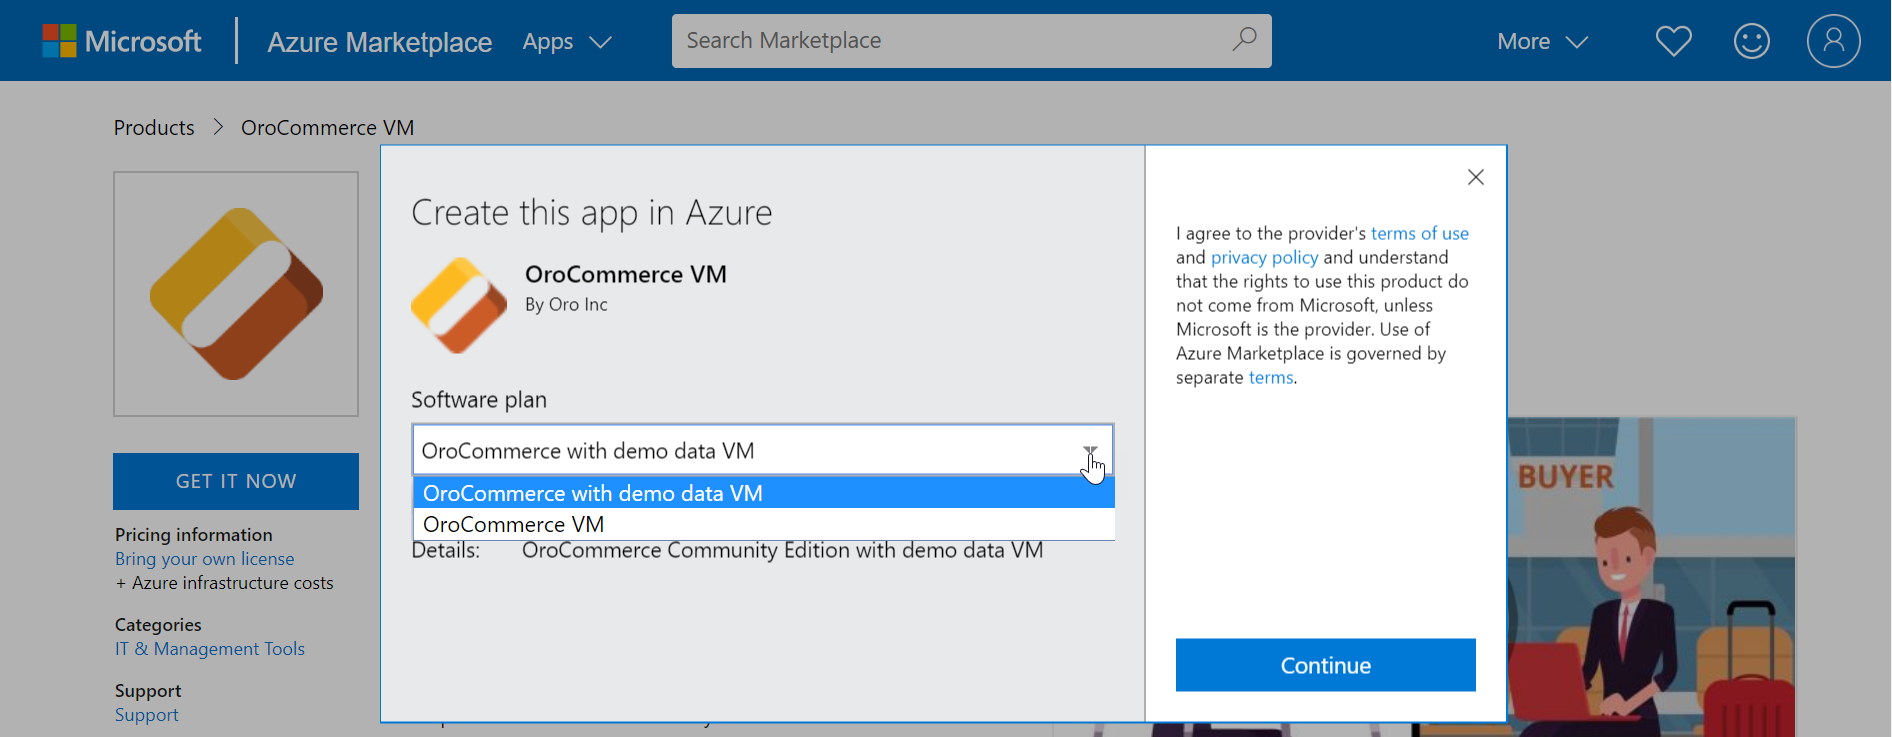 Microsoft
Azure Marketplace
Apps
Search Marketplace
More
Products
OroCommerce VM
GET IT NOW
Pricing information
Bring your own license
+ Azure infrastructure costs
Categories
IT & Management Tools
Support
Support
Create this app in Azure
OroCommerce VM
By Oro Inc
Software plan
OroCommerce with demo data VM
OroCommerce with demo data VM
OroCommerce VM
Details: OroCommerce Community Edition with demo data VM
I agree to the provider's terms of use
and privacy policy and understand
that the rights to use this product do
not come from Microsoft, unless
Microsoft is the provider. Use of
Azure Marketplace is governed by
separate terms.
Continue
BUYER